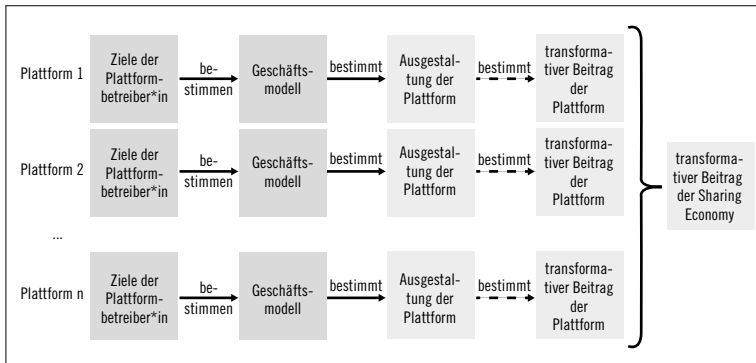 Plattform 1
Ziele der
Plattform-
betreiber*in
be-
stimmen
Geschäfts-
modell
bestimmt
Ausgestal-
tung der
Plattform
bestimmt
transforma-
tiver Beitrag
der
Plattform
Plattform 2
Ziele der
Plattform-
betreiber*in
be-
stimmen
Geschäfts-
modell
bestimmt
Ausgestal-
tung der
Plattform
bestimmt
transforma-
tiver Beitrag
der
Plattform
...
Plattform n
Ziele der
Plattform-
betreiber*in
be-
stimmen
Geschäfts-
modell
bestimmt
Ausgestal-
tung der
Plattform
bestimmt
transforma-
tiver Beitrag
der
Plattform
transforma-
tiver Beitrag
der Sharing
Economy